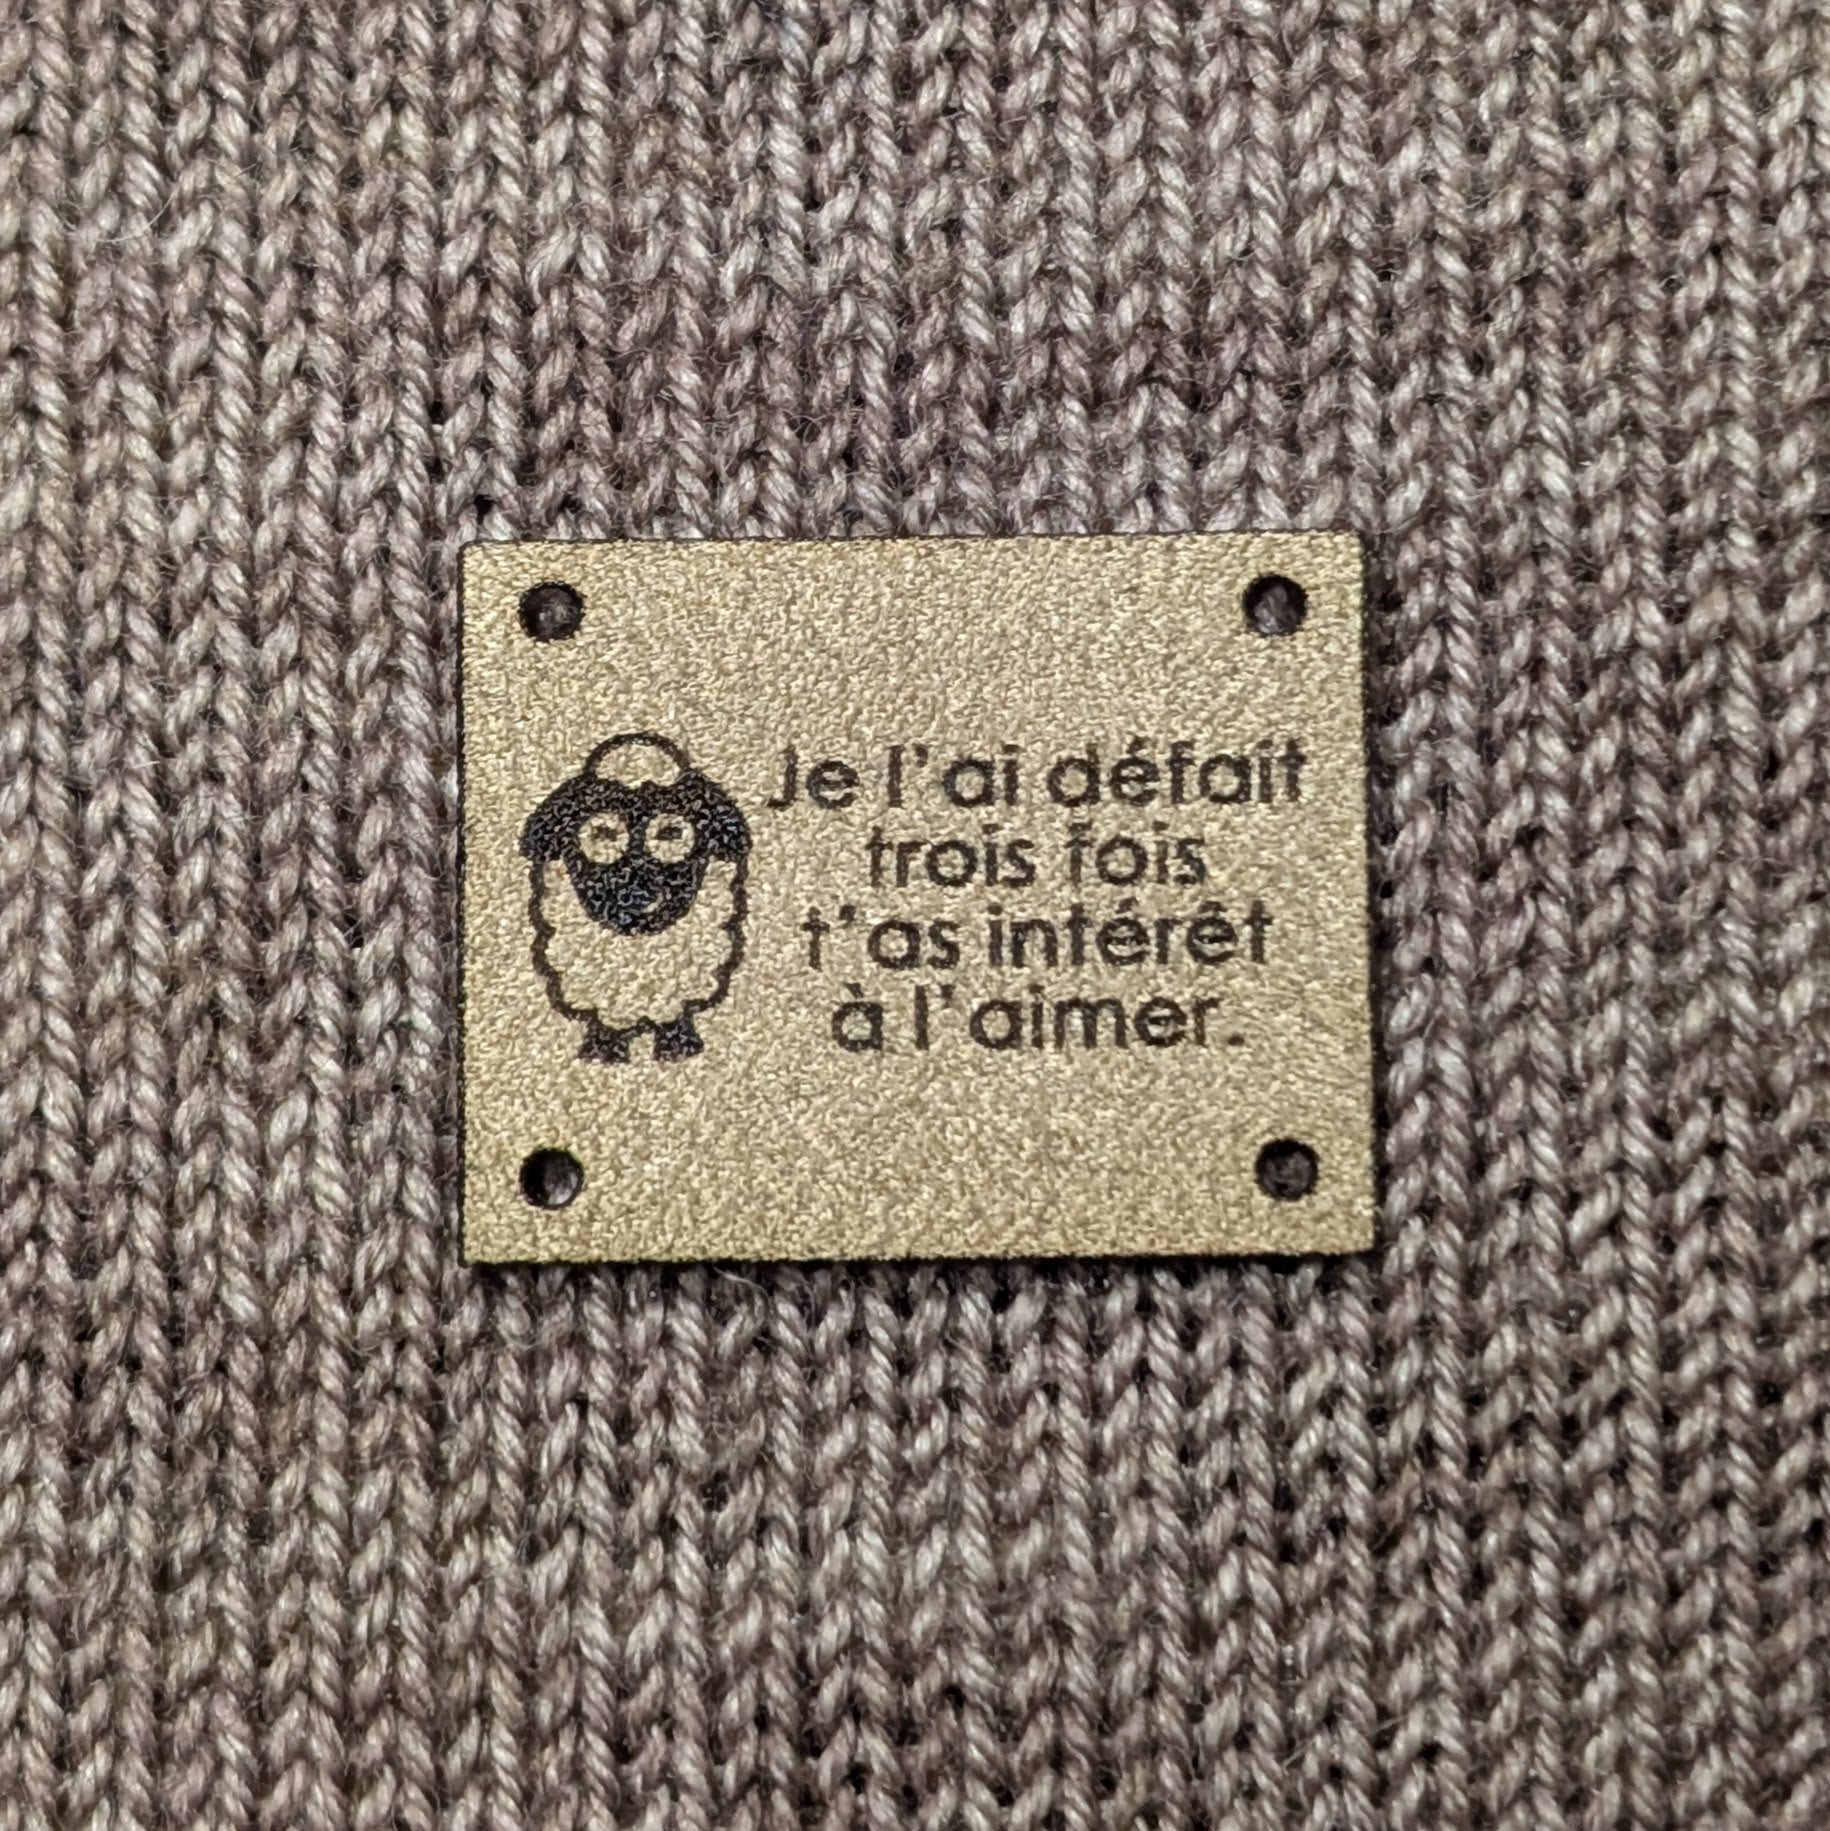 Je l'ai défait
trois fois
t'as intérêt
à l'aimer.